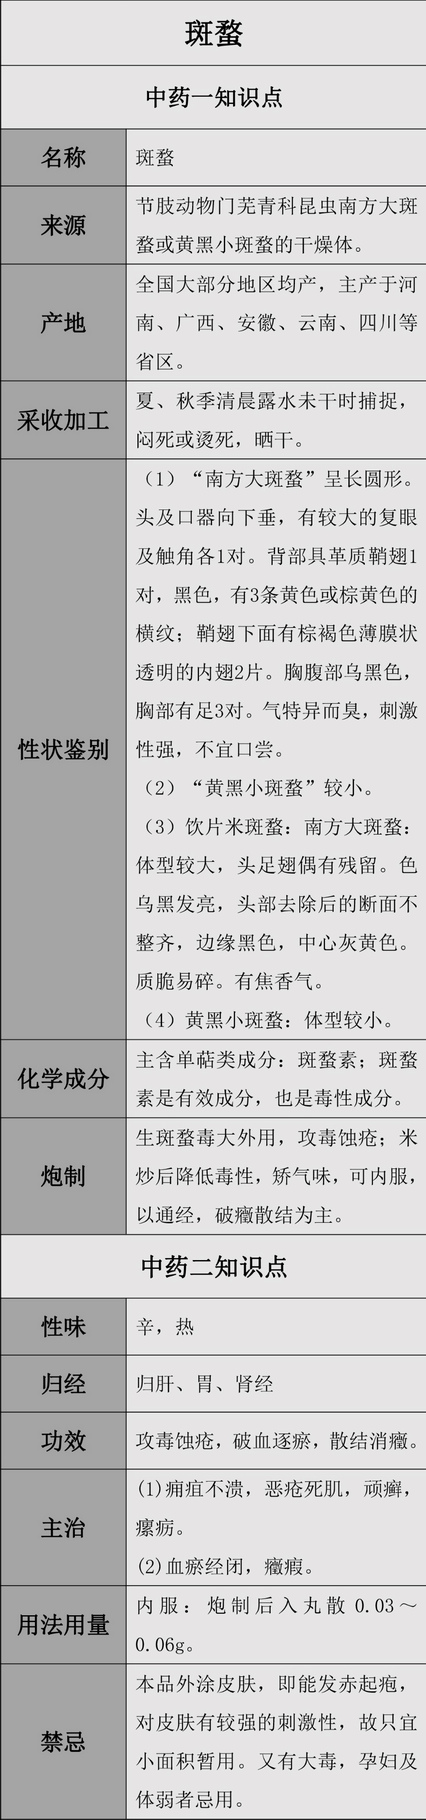 斑蝥
中药一知识点
名称
斑蝥
来源
节肢动物门芫青科昆虫南方大斑
蝥或黄黑小斑蝥的干燥体。
产地
全国大部分地区均产，主产于河
南、广西、安徽、云南、四川等
省区。
采收加工
夏、秋季清晨露水未干时捕捉，
闷死或烫死，晒干。
性状鉴别
（1）“南方大斑蝥”呈长圆形。
头及口器向下垂，有较大的复眼
及触角各1对。背部具革质鞘翅1
对，黑色，有3条黄色或棕黄色的
横纹；鞘翅下面有棕褐色薄膜状
透明的内翅2片。胸腹部乌黑色，
胸部有足3对。气特异而臭，刺激
性强，不宜口尝。
（2）“黄黑小斑蝥”较小。
（3）饮片米斑蝥：南方大斑蝥：
体型较大，头足翅偶有残留。色
乌黑发亮，头部去除后的断面不
整齐，边缘黑色，中心灰黄色。
质脆易碎。有焦香气。
（4）黄黑小斑蝥：体型较小。
化学成分
主含单萜类成分：斑蝥素；斑蝥
素是有效成分，也是毒性成分。
炮制
生斑蝥毒大外用，攻毒蚀疮；米
炒后降低毒性，矫气味，可内服，
以通经，破癥散结为主。
中药二知识点
性味
辛，热
归经
归肝、胃、肾经
功效
攻毒蚀疮，破血逐瘀，散结消癥。
主治
(1)痈疽不溃，恶疮死肌，顽癣，
瘰疬。
(2)血瘀经闭，癥瘕。
用法用量
内服：炮制后入丸散 0.03～
0.06g。
禁忌
本品外涂皮肤，即能发赤起疱，
对皮肤有较强的刺激性，故只宜
小面积暂用。又有大毒，孕妇及
体弱者忌用。